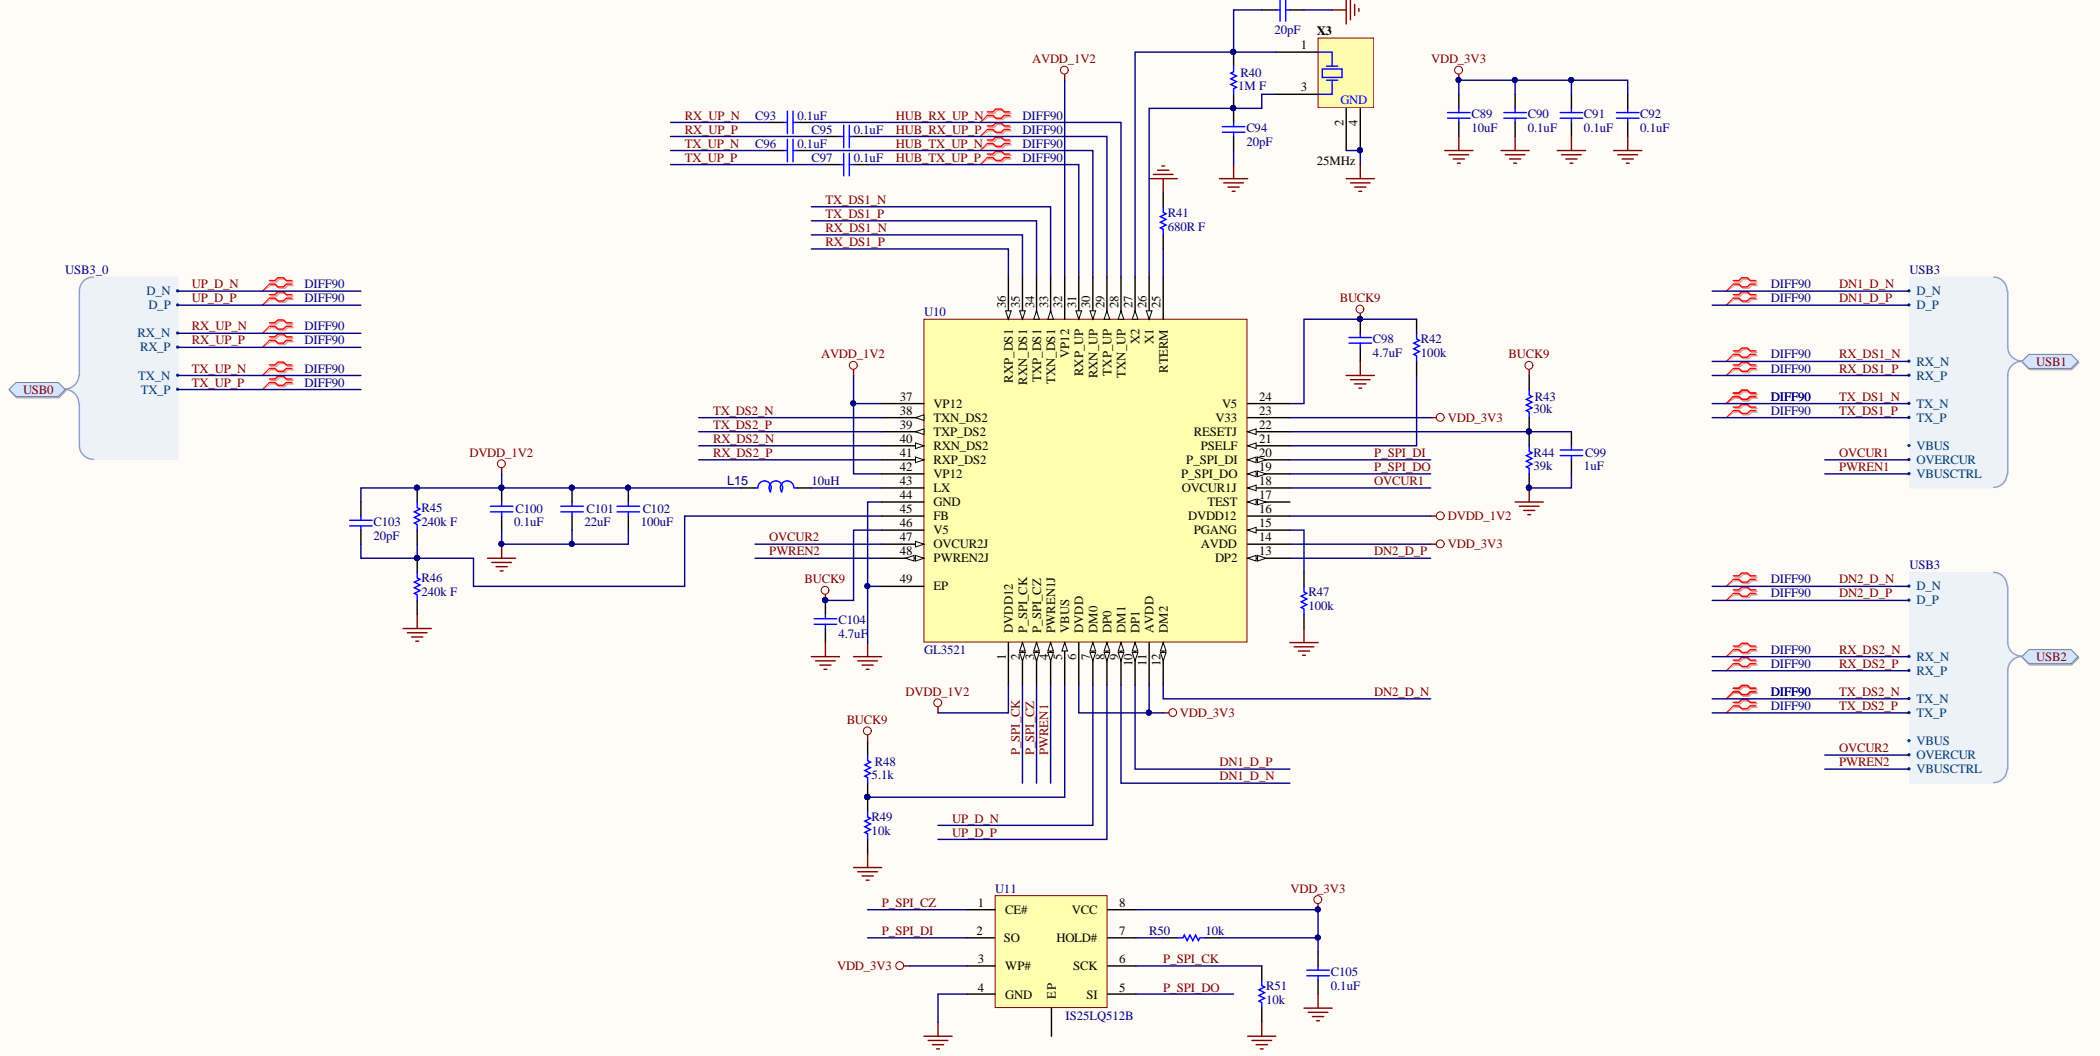 20pF
X3
1
3
GND
2
4
25MHz
R40
1M F
C94
20pF
AVDD_1V2
VDD_3V3
C89
10uF
C90
0.1uF
C91
0.1uF
C92
0.1uF
RX_UP_N C93 0.1uF HUB_RX_UP_N DIFF90
RX_UP_P C95 0.1uF HUB_RX_UP_P DIFF90
TX_UP_N C96 0.1uF HUB_TX_UP_N DIFF90
TX_UP_P C97 0.1uF HUB_TX_UP_P DIFF90
TX_DS1_N
TX_DS1_P
RX_DS1_N
RX_DS1_P
R41
680R F
USB3_0
D_N UP_D_N DIFF90
D_P UP_D_P DIFF90
RX_N RX_UP_N DIFF90
RX_P RX_UP_P DIFF90
TX_N TX_UP_N DIFF90
TX_P TX_UP_P DIFF90
USB0
U10
36 35 34 33 32 31 30 29 28 27 26 25
RXP_DS1
RXN_DS1
TXP_DS1
TXN_DS1
VP12
RXP_UP
RXN_UP
TXP_UP
TXN_UP
X2
X1
RTERM
AVDD_1V2
37 VP12
TX_DS2_N 38 TXN_DS2
TX_DS2_P 39 TXP_DS2
RX_DS2_N 40 RXN_DS2
RX_DS2_P 41 RXP_DS2
42 VP12
L15 10uH 43 LX
44 GND
45 FB
46 V5
OVCUR2 47 OVCUR2J
PWREN2 48 PWREN2J
49 EP
V5 24
V33 23 VDD_3V3
RESETJ 22
PSELF 21
P_SPI_DI 20 P_SPI_DI
P_SPI_DO 19 P_SPI_DO
OVCUR1J 18 OVCUR1
TEST 17
DVDD12 16 DVDD_1V2
PGANG 15
AVDD 14 VDD_3V3
DP2 13 DN2_D_P
DVDD12
P_SPI_CK
P_SPI_CZ
PWREN1J
VBUS
DVDD
DM0
DP0
DM1
DP1
AVDD
DM2
1 2 3 4 5 6 7 8 9 10 11 12
GL3521
BUCK9
C98
4.7uF
R42
100k
BUCK9
R43
30k
R44
39k
C99
1uF
R47
100k
DVDD_1V2
C103
20pF
R45
240k F
R46
240k F
C100
0.1uF
C101
22uF
C102
100uF
BUCK9
C104
4.7uF
DVDD_1V2
P_SPI_CK
P_SPI_CZ
PWREN1
DN2_D_N
VDD_3V3
BUCK9
R48
5.1k
R49
10k
DN1_D_P
DN1_D_N
UP_D_N
UP_D_P
USB3
DIFF90 DN1_D_N D_N
DIFF90 DN1_D_P D_P
DIFF90 RX_DS1_N RX_N
DIFF90 RX_DS1_P RX_P
DIFF90 TX_DS1_N TX_N
DIFF90 TX_DS1_P TX_P
VBUS
OVCUR1 OVERCUR
PWREN1 VBUSCTRL
USB1
USB3
DIFF90 DN2_D_N D_N
DIFF90 DN2_D_P D_P
DIFF90 RX_DS2_N RX_N
DIFF90 RX_DS2_P RX_P
DIFF90 TX_DS2_N TX_N
DIFF90 TX_DS2_P TX_P
VBUS
OVCUR2 OVERCUR
PWREN2 VBUSCTRL
USB2
U11
P_SPI_CZ 1 CE#
P_SPI_DI 2 SO
VDD_3V3 3 WP#
4 GND
EP
VCC 8
HOLD# 7 R50 10k
SCK 6 P_SPI_CK
SI 5 P_SPI_DO
IS25LQ512B
VDD_3V3
C105
0.1uF
R51
10k